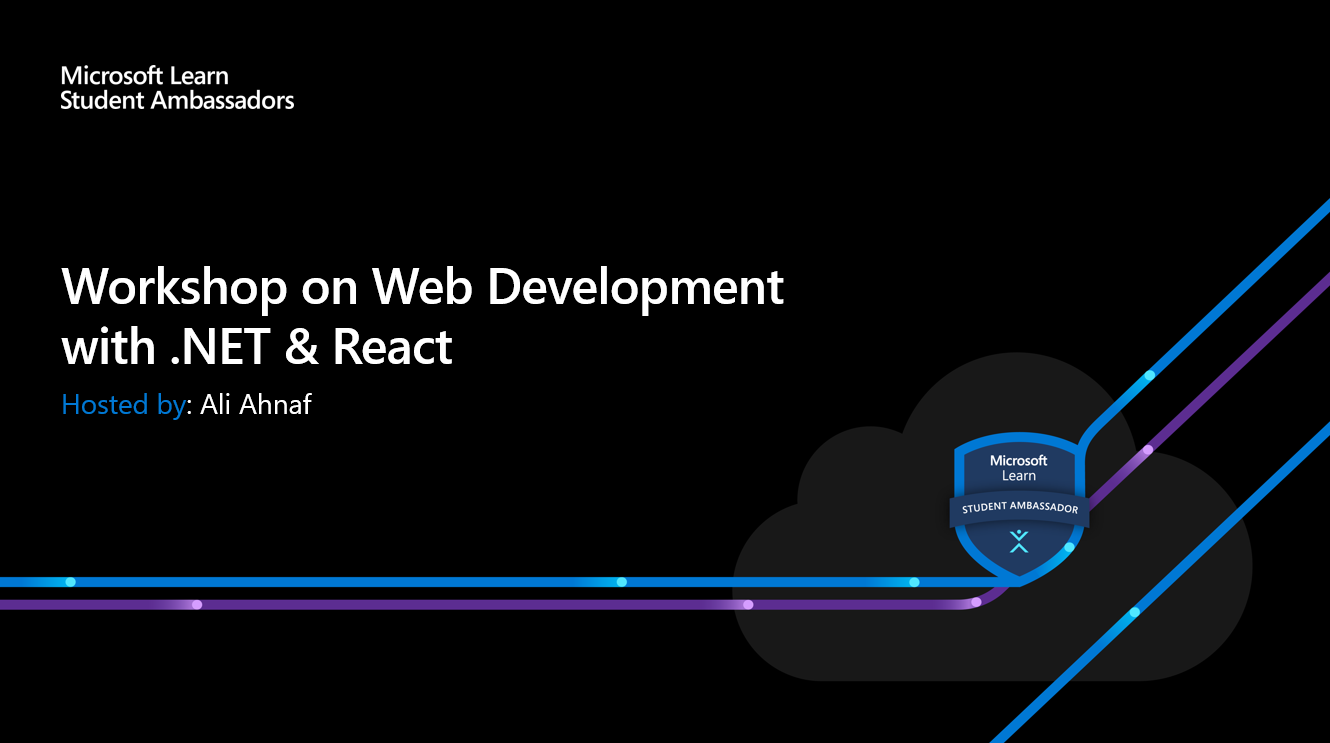 Microsoft Learn
Student Ambassadors
Workshop on Web Development
with .NET & React
Hosted by: Ali Ahnaf
Microsoft
Learn
STUDENT AMBASSADOR